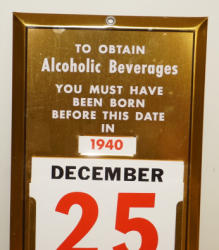 TO OBTAIN
Alcoholic Beverages
YOU MUST HAVE
BEEN BORN
BEFORE THIS DATE
IN
1940
DECEMBER
25